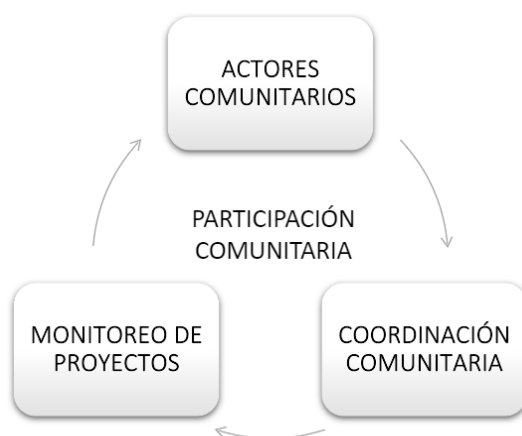 ACTORES
COMUNITARIOS
PARTICIPACIÓN
COMUNITARIA
MONITOREO DE
PROYECTOS
COORDINACIÓN
COMUNITARIA